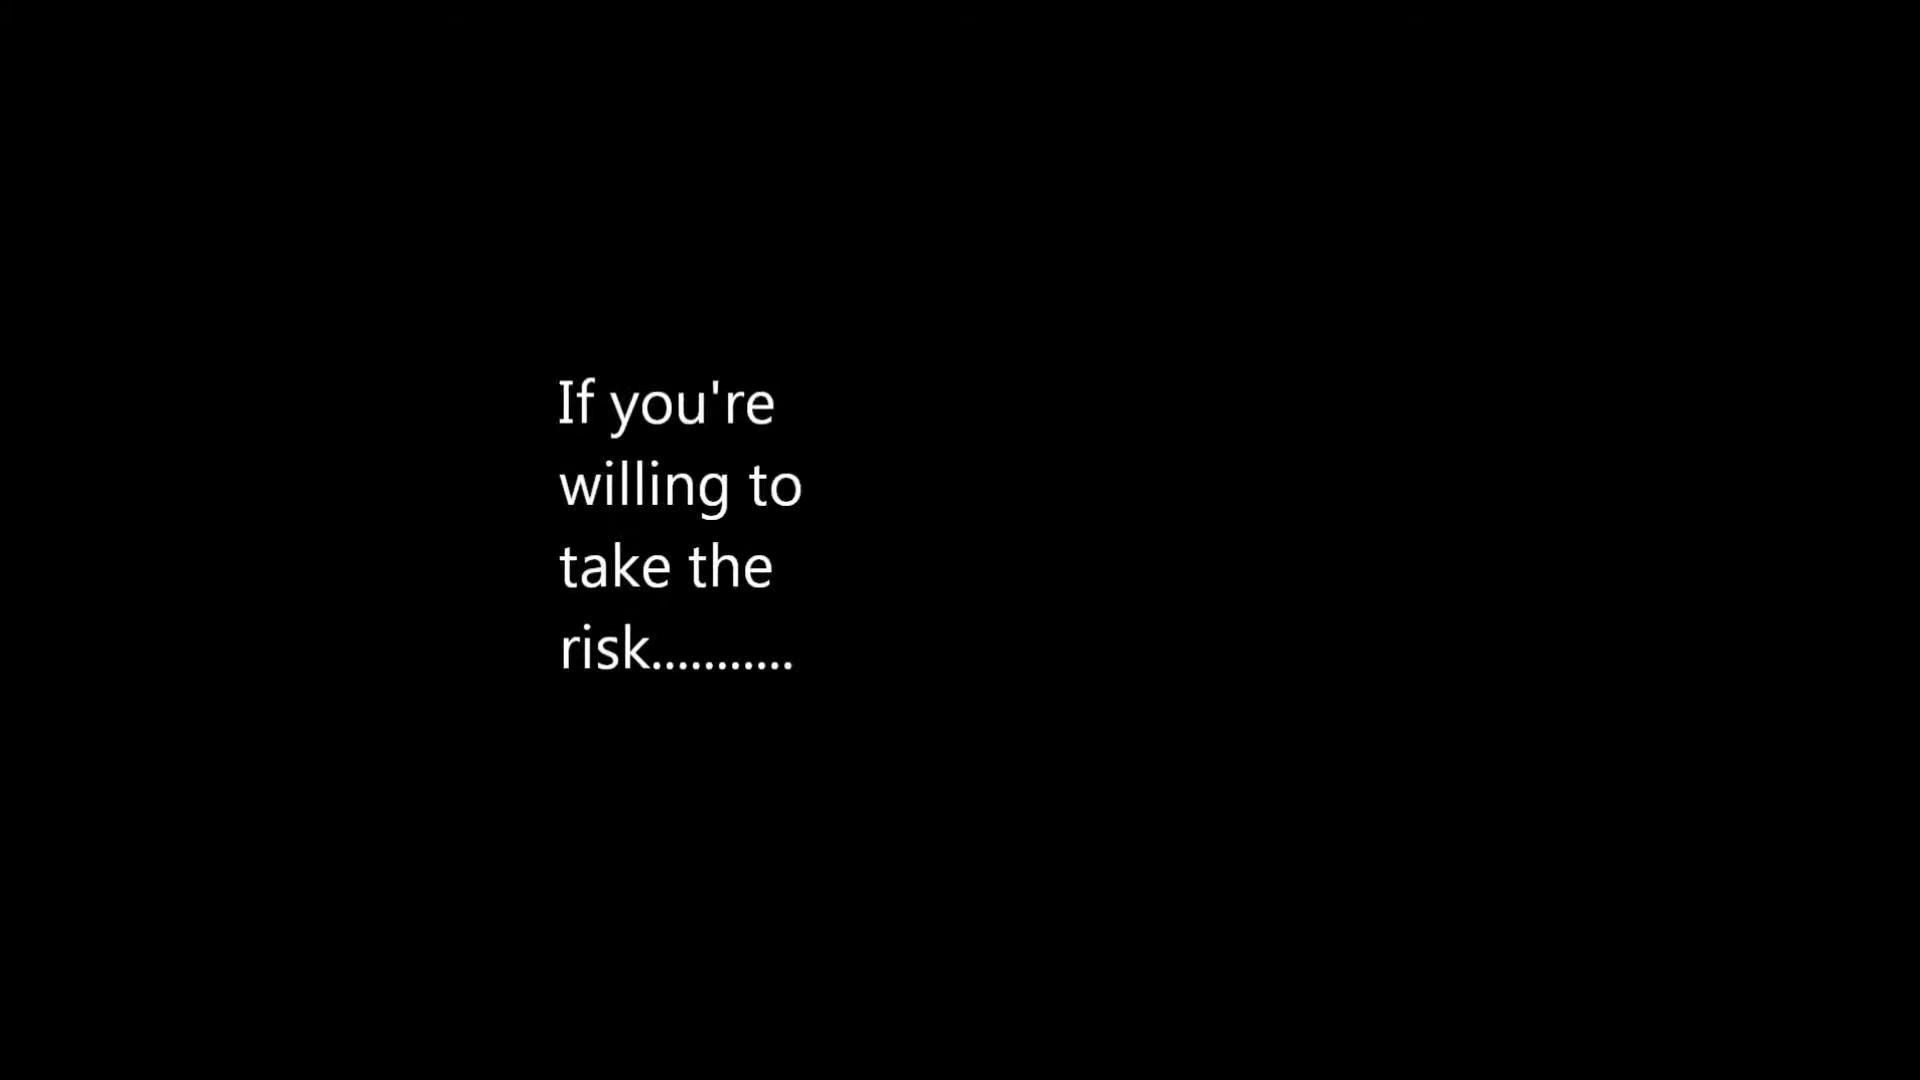 If you're
willing to
take the
risk...........